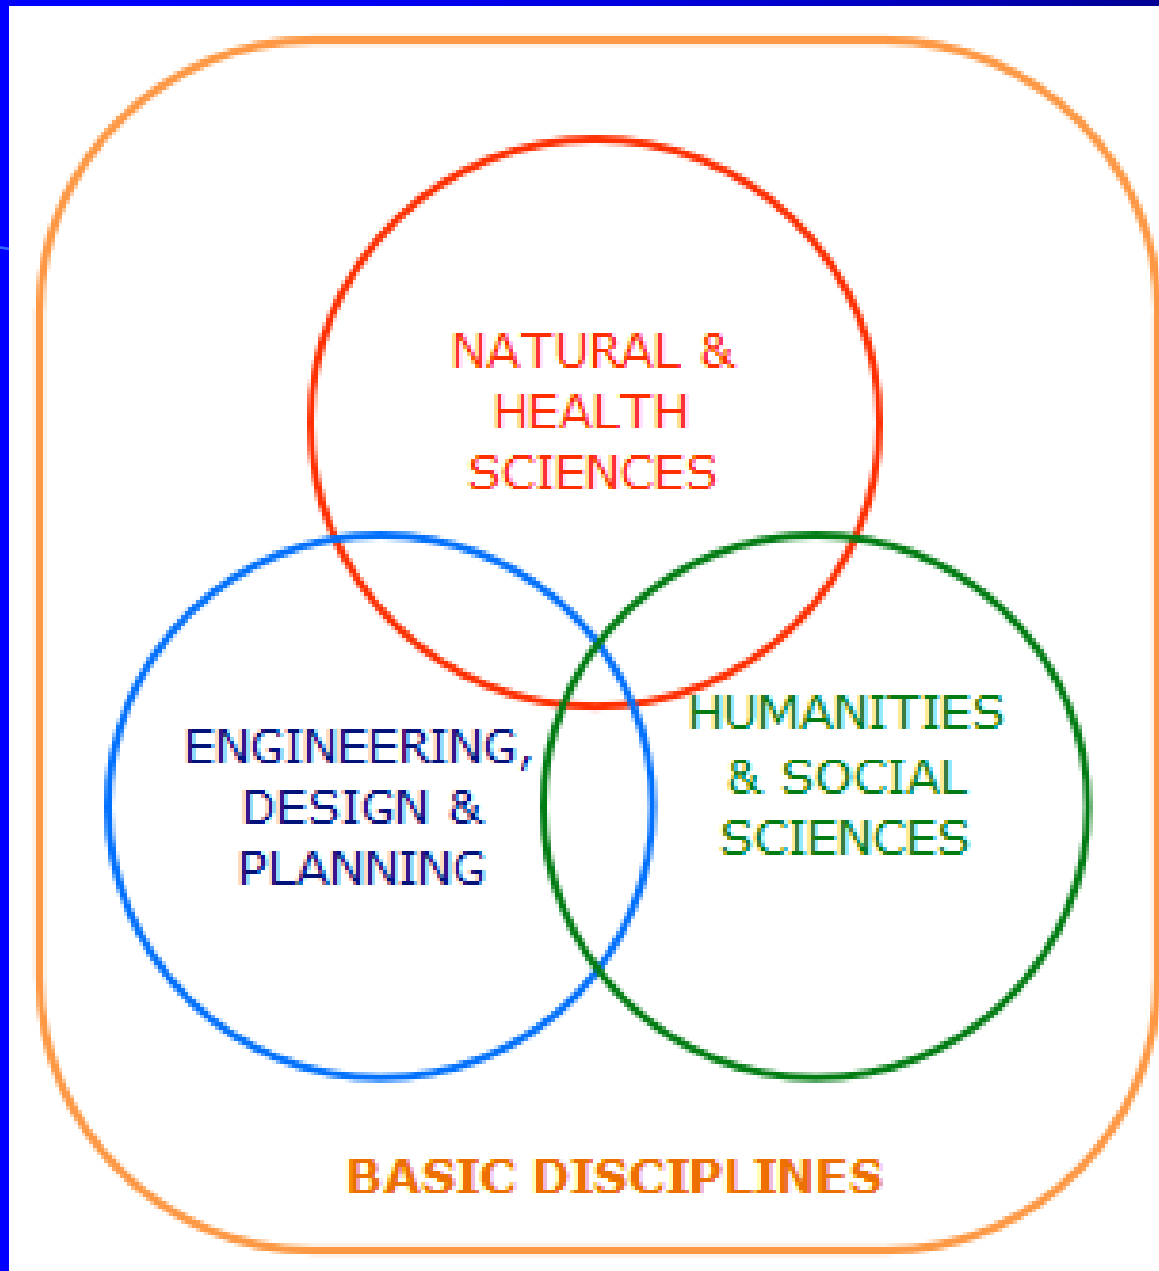 NATURAL &
HEALTH
SCIENCES
ENGINEERING,
DESIGN &
PLANNING
HUMANITIES
& SOCIAL
SCIENCES
BASIC DISCIPLINES